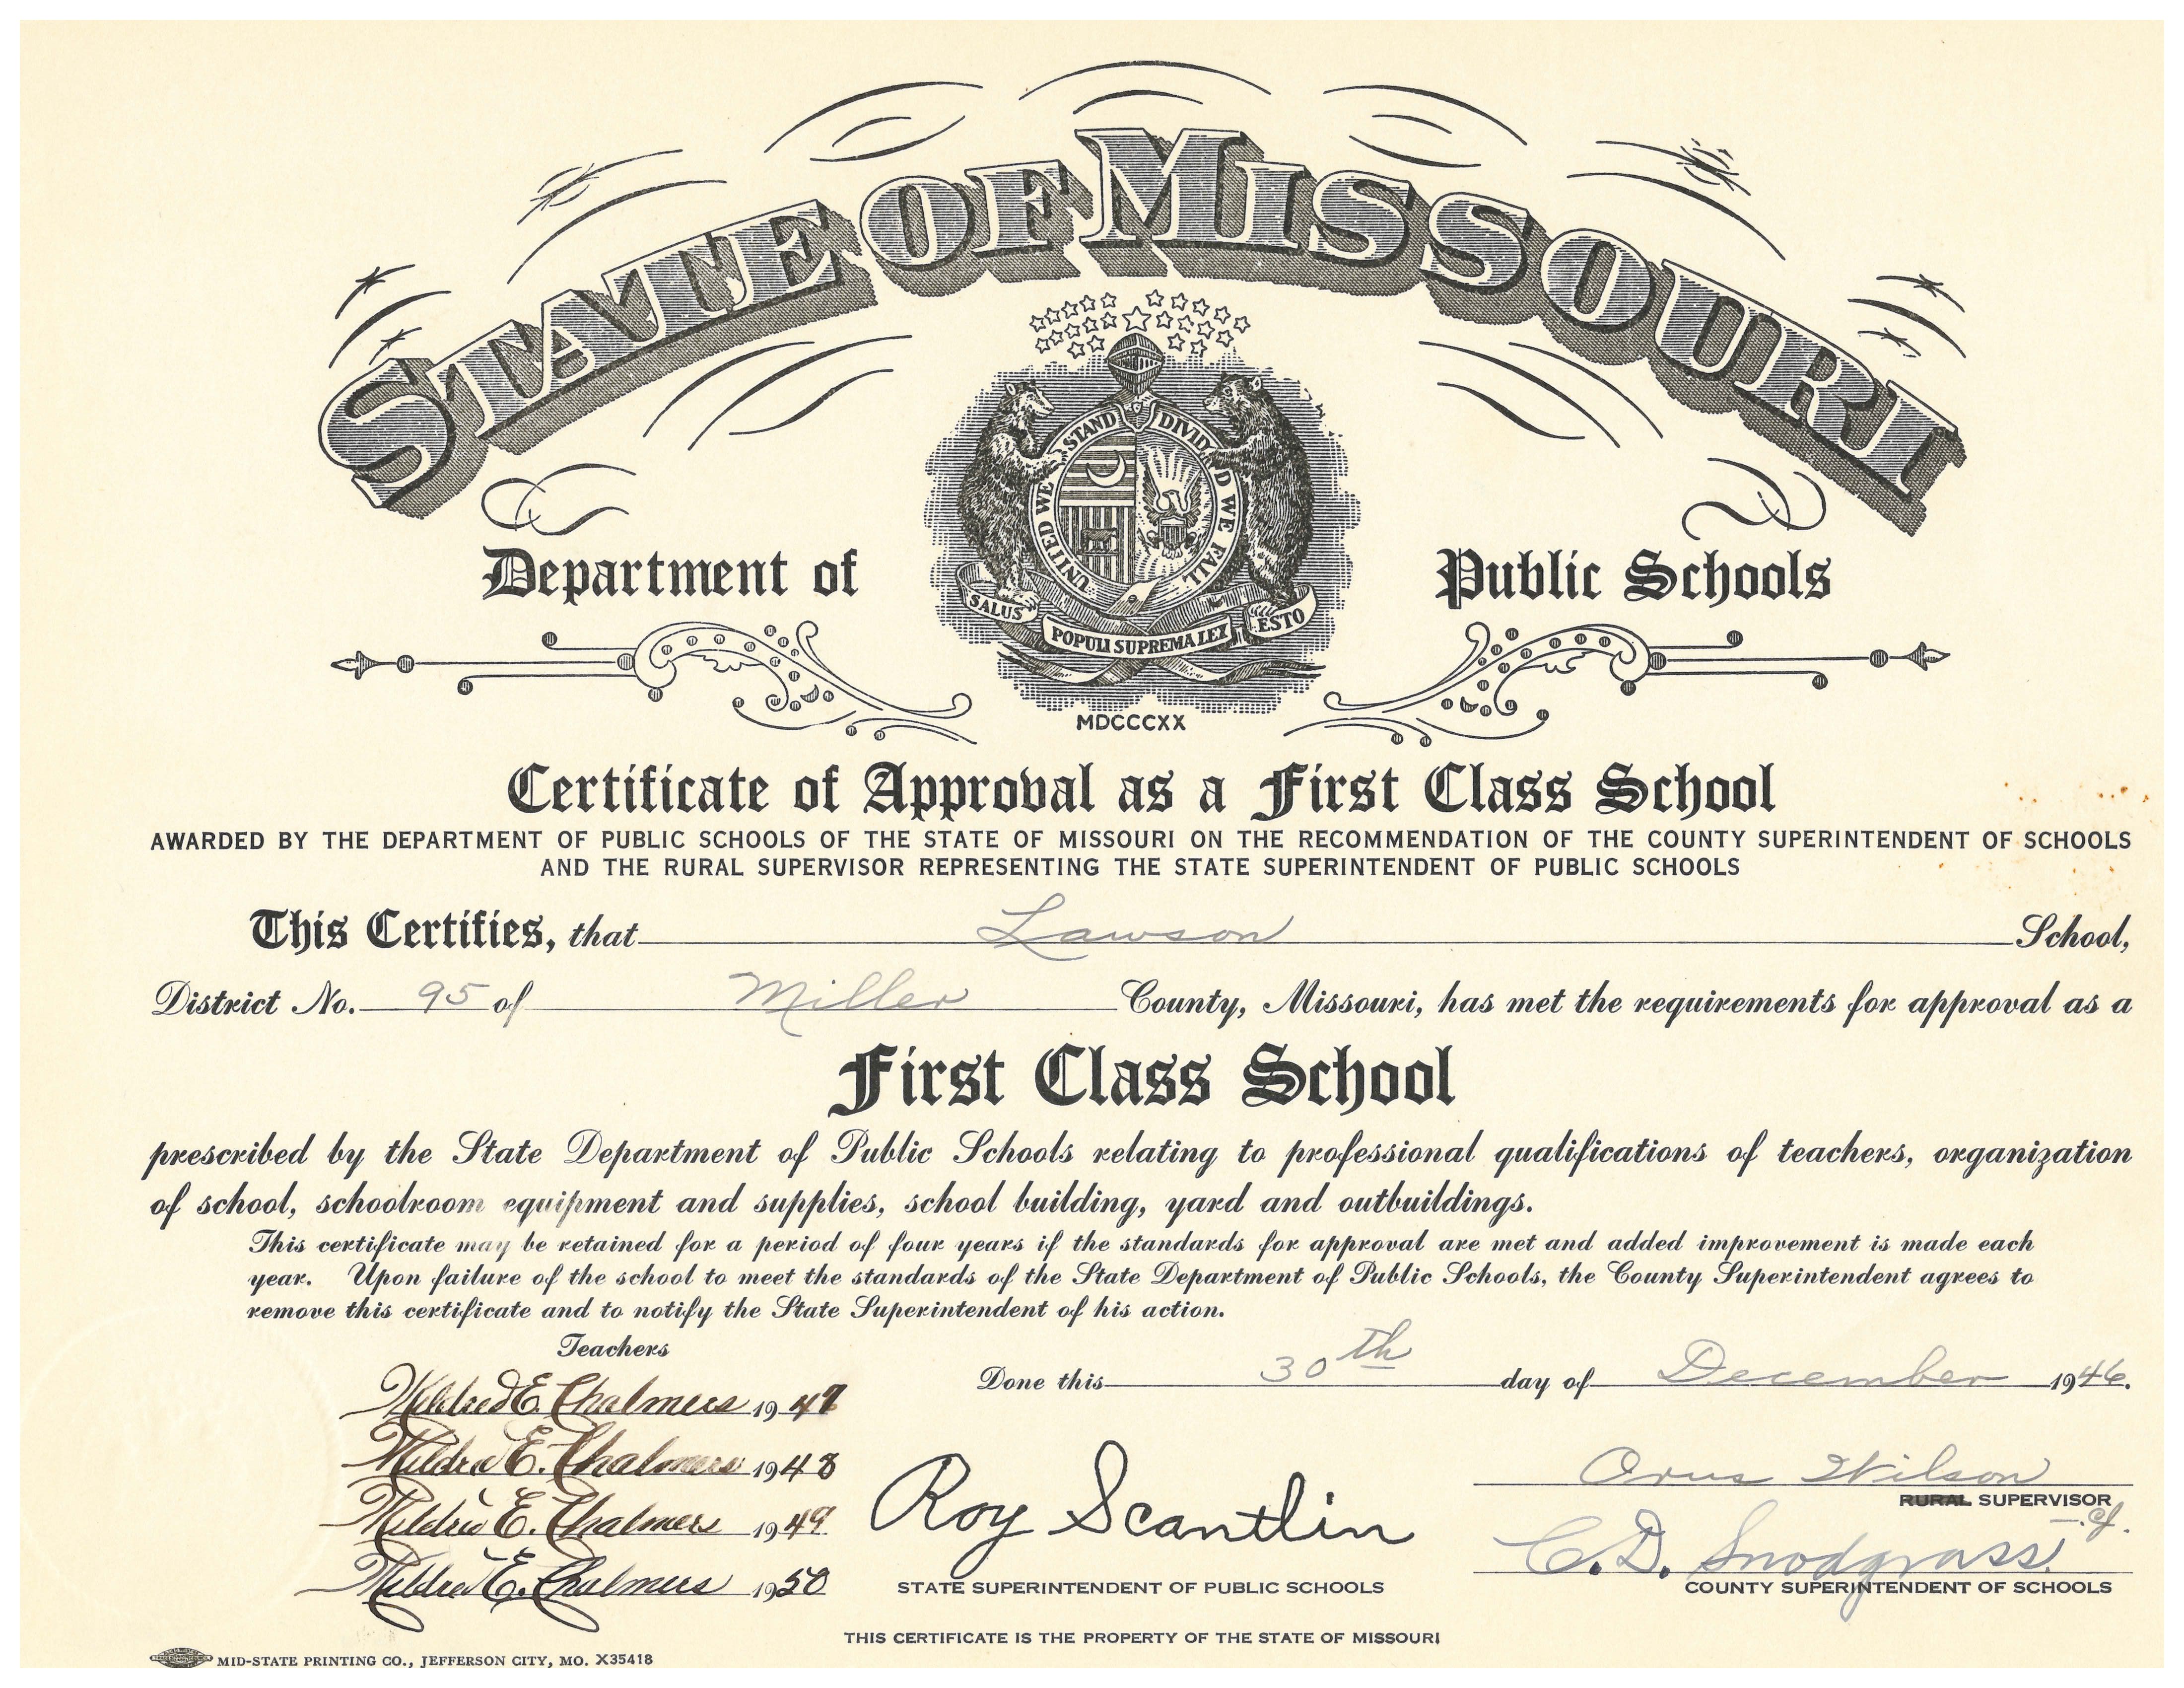 STATE OF MISSOURI
UNITED WE STAND DIVIDED WE FALL
Department of Public Schools
SALUS POPULI SUPREMA LEX ESTO
MDCCCXX
Certificate of Approval as a First Class School
AWARDED BY THE DEPARTMENT OF PUBLIC SCHOOLS OF THE STATE OF MISSOURI ON THE RECOMMENDATION OF THE COUNTY SUPERINTENDENT OF SCHOOLS
AND THE RURAL SUPERVISOR REPRESENTING THE STATE SUPERINTENDENT OF PUBLIC SCHOOLS
This Certifies, that Lawson School,
District No. 95 of Miller County, Missouri, has met the requirements for approval as a
First Class School
prescribed by the State Department of Public Schools relating to professional qualifications of teachers, organization
of school, schoolroom equipment and supplies, school building, yard and outbuildings.
This certificate may be retained for a period of four years if the standards for approval are met and added improvement is made each
year. Upon failure of the school to meet the standards of the State Department of Public Schools, the County Superintendent agrees to
remove this certificate and to notify the State Superintendent of his action.
Teachers
Done this 30th day of December 1946.
Mildred E. Chalmers 1947
Mildred E. Chalmers 1948
Mildred E. Chalmers 1949
Mildred E. Chalmers 1950
Roy Scantlin
STATE SUPERINTENDENT OF PUBLIC SCHOOLS
Orus Wilson
RURAL SUPERVISOR
C. D. Snodgrass
COUNTY SUPERINTENDENT OF SCHOOLS
THIS CERTIFICATE IS THE PROPERTY OF THE STATE OF MISSOURI
MID-STATE PRINTING CO., JEFFERSON CITY, MO. X35418